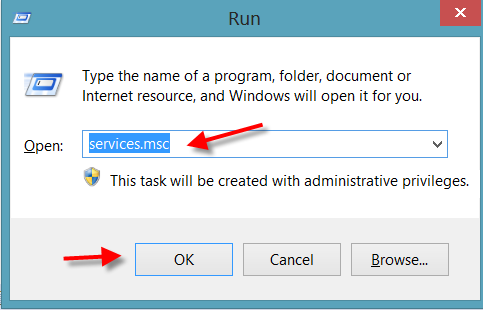 Run
Type the name of a program, folder, document or
Internet resource, and Windows will open it for you.
Open: services.msc
This task will be created with administrative privileges.
OK Cancel Browse...